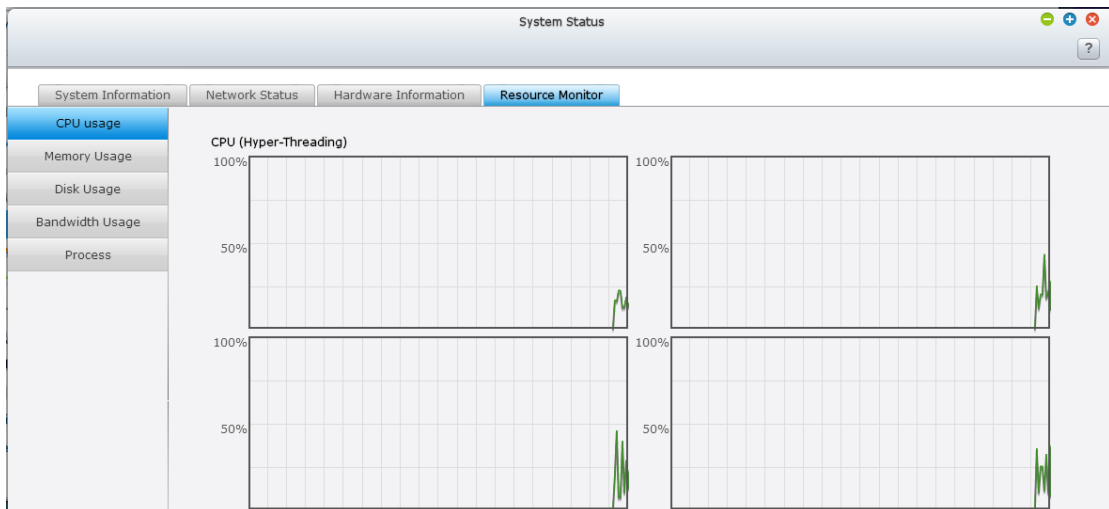 System Status
?
System Information
Network Status
Hardware Information
Resource Monitor
CPU usage
Memory Usage
Disk Usage
Bandwidth Usage
Process
CPU (Hyper-Threading)
100%
50%
100%
50%
100%
50%
100%
50%